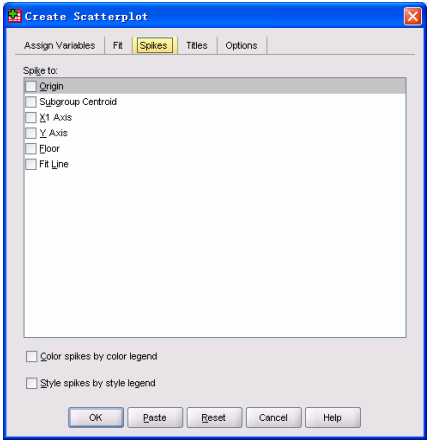 Create Scatterplot
Assign Variables Fit Spikes Titles Options
Spike to:
Origin
Subgroup Centroid
X1 Axis
Y Axis
Floor
Fit Line
Color spikes by color legend
Style spikes by style legend
OK Paste Reset Cancel Help